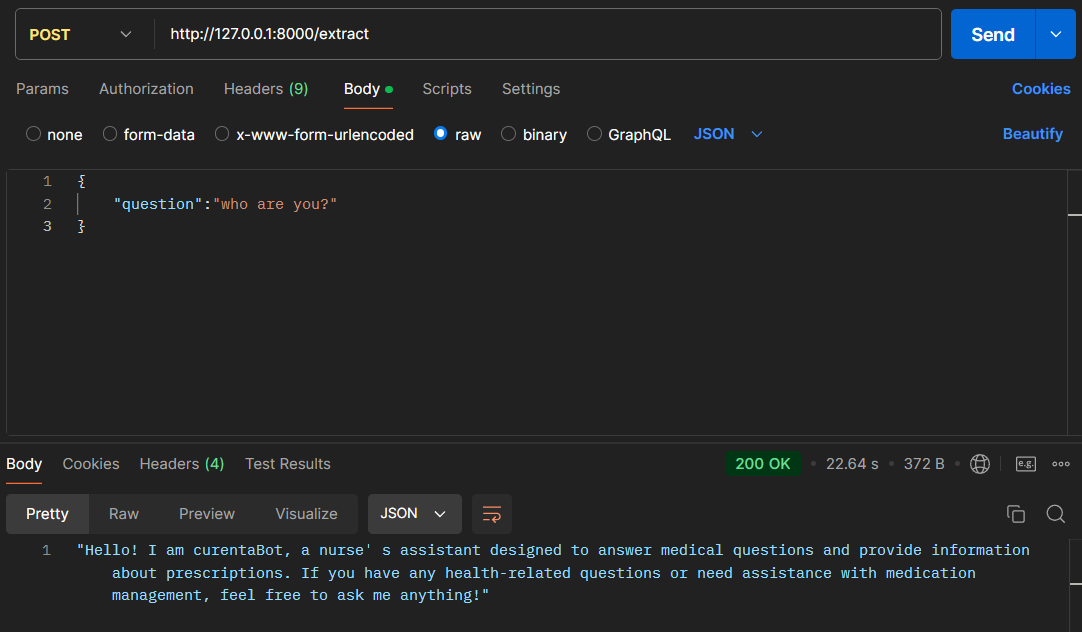 POST http://127.0.0.1:8000/extract Send
Params Authorization Headers (9) Body Scripts Settings Cookies
none form-data x-www-form-urlencoded raw binary GraphQL JSON Beautify
1 {
2 "question":"who are you?"
3 }
Body Cookies Headers (4) Test Results 200 OK • 22.64 s • 372 B • e.g. ooo
Pretty Raw Preview Visualize JSON
1 "Hello! I am curentaBot, a nurse' s assistant designed to answer medical questions and provide information
about prescriptions. If you have any health-related questions or need assistance with medication
management, feel free to ask me anything!"